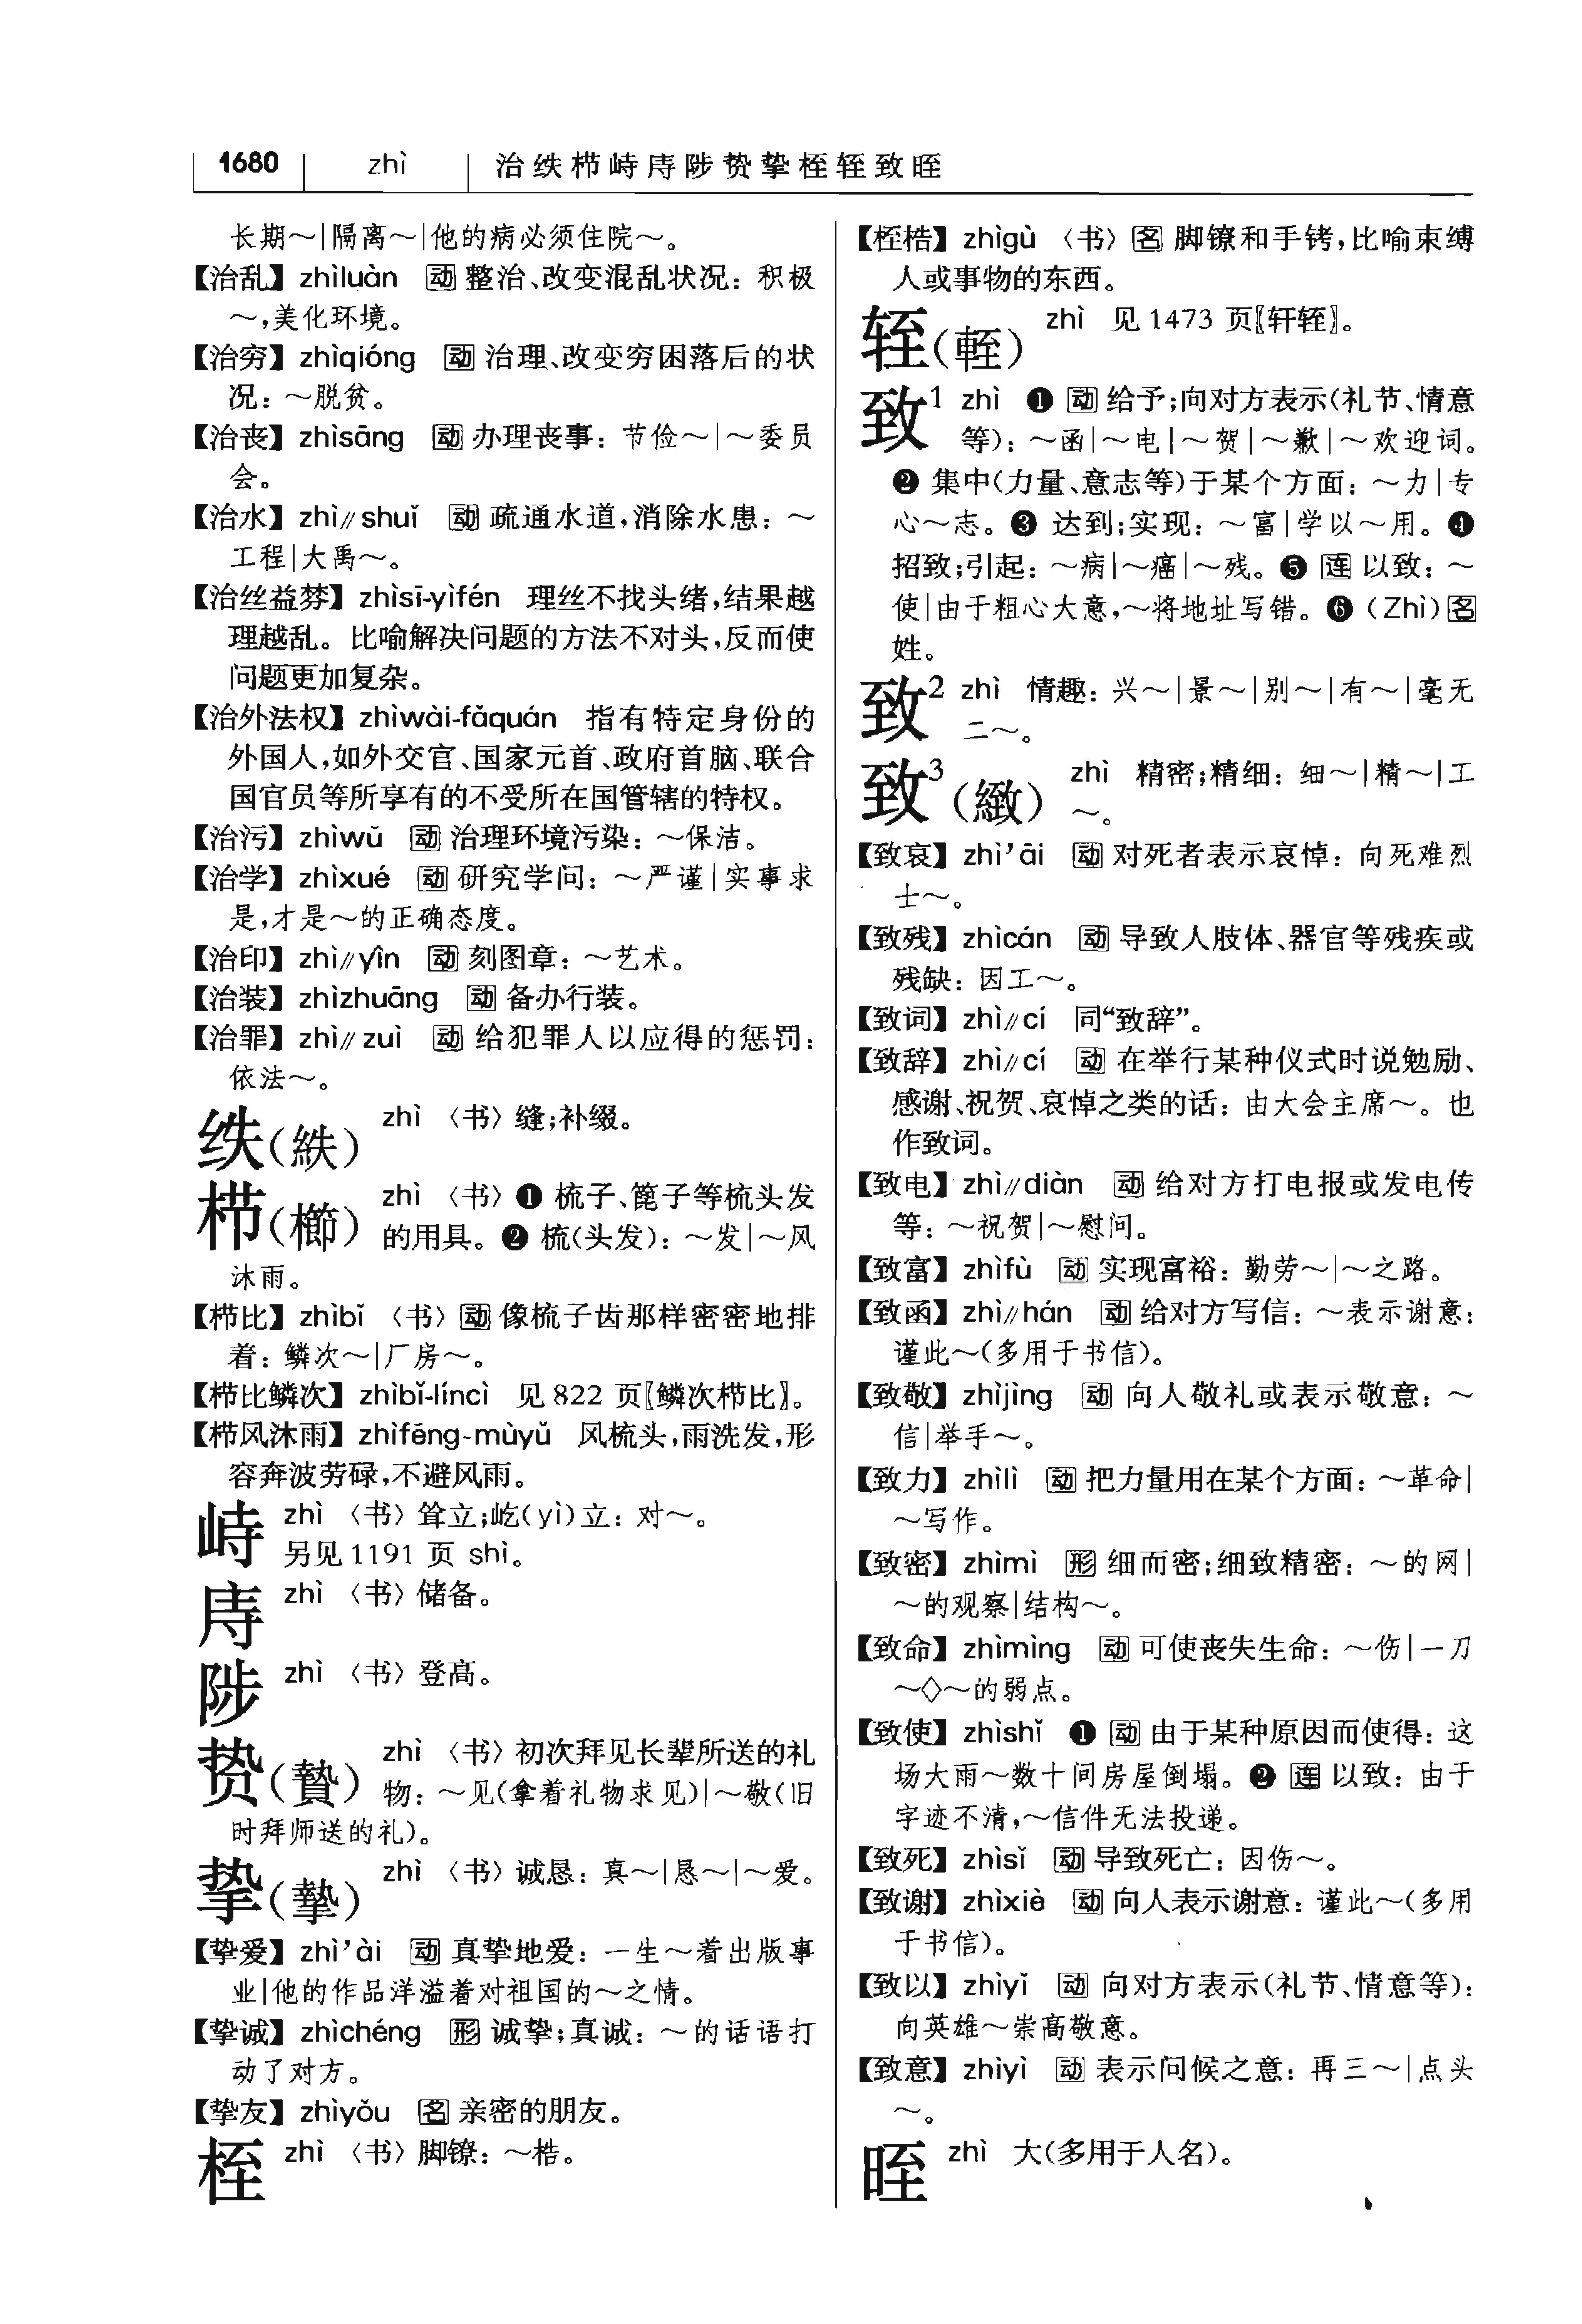 1680 zhì 治 紩 栉 峙 庤 陟 贽 挚 桎 轾 致 晊
长期～|隔离～|他的病必须住院～。
【治乱】 zhìluàn 动 整治、改变混乱状况：积极
～，美化环境。
【治穷】 zhìqióng 动 治理、改变穷困落后的状
况：～脱贫。
【治丧】 zhìsāng 动 办理丧事：节俭～|～委员
会。
【治水】 zhì∥shuǐ 动 疏通水道，消除水患：～
工程|大禹～。
【治丝益棼】 zhìsī-yìfén 理丝不找头绪，结果越
理越乱。比喻解决问题的方法不对头，反而使
问题更加复杂。
【治外法权】 zhìwài-fǎquán 指有特定身份的
外国人，如外交官、国家元首、政府首脑、联合
国官员等所享有的不受所在国管辖的特权。
【治污】 zhìwū 动 治理环境污染：～保洁。
【治学】 zhìxué 动 研究学问：～严谨|实事求
是，才是～的正确态度。
【治印】 zhì∥yìn 动 刻图章：～艺术。
【治装】 zhìzhuāng 动 备办行装。
【治罪】 zhì∥zuì 动 给犯罪人以应得的惩罚：
依法～。
紩(紩) zhì 〈书〉缝；补缀。
栉(櫛) zhì 〈书〉❶ 梳子、篦子等梳头发
的用具。❷ 梳(头发)：～发|～风
沐雨。
【栉比】 zhìbǐ 〈书〉动 像梳子齿那样密密地排
着：鳞次～|厂房～。
【栉比鳞次】 zhìbǐ-líncì 见 822 页〖鳞次栉比〗。
【栉风沐雨】 zhìfēng-mùyǔ 风梳头，雨洗发，形
容奔波劳碌，不避风雨。
峙 zhì 〈书〉耸立；屹(yì)立：对～。
另见 1191 页 shì。
庤 zhì 〈书〉储备。
陟 zhì 〈书〉登高。
贽(贄) zhì 〈书〉初次拜见长辈所送的礼
物：～见(拿着礼物求见)|～敬(旧
时拜师送的礼)。
挚(摯) zhì 〈书〉诚恳：真～|恳～|～爱。
【挚爱】 zhì’ài 动 真挚地爱：一生～着出版事
业|他的作品洋溢着对祖国的～之情。
【挚诚】 zhìchéng 形 诚挚；真诚：～的话语打
动了对方。
【挚友】 zhìyǒu 名 亲密的朋友。
桎 zhì 〈书〉脚镣：～梏。
【桎梏】 zhìgù 〈书〉名 脚镣和手铐，比喻束缚
人或事物的东西。
轾(輊) zhì 见 1473 页〖轩轾〗。
致¹ zhì ❶ 动 给予；向对方表示(礼节、情意
等)：～函|～电|～贺|～歉|～欢迎词。
❷ 集中(力量、意志等)于某个方面：～力|专
心～志。❸ 达到；实现：～富|学以～用。❹
招致；引起：～病|～癌|～残。❺ 连 以致：～
使|由于粗心大意，～将地址写错。❻ (Zhì)名
姓。
致² zhì 情趣：兴～|景～|别～|有～|毫无
二～。
致³(緻) zhì 精密；精细：细～|精～|工
～。
【致哀】 zhì’āi 动 对死者表示哀悼：向死难烈
士～。
【致残】 zhìcán 动 导致人肢体、器官等残疾或
残缺：因工～。
【致词】 zhì∥cí 同“致辞”。
【致辞】 zhì∥cí 动 在举行某种仪式时说勉励、
感谢、祝贺、哀悼之类的话：由大会主席～。也
作致词。
【致电】 zhì∥diàn 动 给对方打电报或发电传
等：～祝贺|～慰问。
【致富】 zhìfù 动 实现富裕：勤劳～|～之路。
【致函】 zhì∥hán 动 给对方写信：～表示谢意：
谨此～(多用于书信)。
【致敬】 zhìjìng 动 向人敬礼或表示敬意：～
信|举手～。
【致力】 zhìlì 动 把力量用在某个方面：～革命|
～写作。
【致密】 zhìmì 形 细而密；细致精密：～的网|
～的观察|结构～。
【致命】 zhìmìng 动 可使丧失生命：～伤|一刀
～◇～的弱点。
【致使】 zhìshǐ ❶ 动 由于某种原因而使得：这
场大雨～数十间房屋倒塌。❷ 连 以致：由于
字迹不清，～信件无法投递。
【致死】 zhìsǐ 动 导致死亡：因伤～。
【致谢】 zhìxiè 动 向人表示谢意：谨此～(多用
于书信)。
【致以】 zhìyǐ 动 向对方表示(礼节、情意等)：
向英雄～崇高敬意。
【致意】 zhìyì 动 表示问候之意：再三～|点头
～。
晊 zhì 大(多用于人名)。